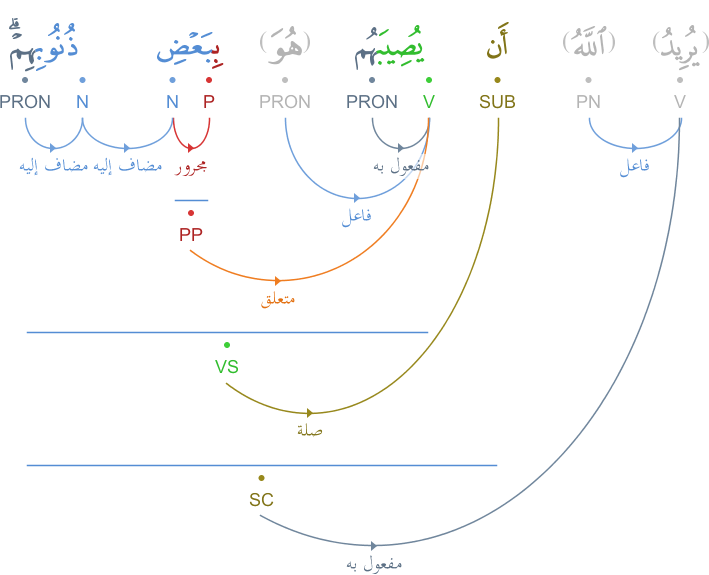 (يُرِيدُ) (ٱللَّهُ) أَن يُصِيبَهُم (هُوَ) بِبَعْضِ ذُنُوبِهِمْ ۗ
V PN SUB V PRON PRON P N N PRON
فاعل مفعول به مجرور مضاف إليه مضاف إليه
فاعل
PP
متعلق
VS
صلة
SC
مفعول به